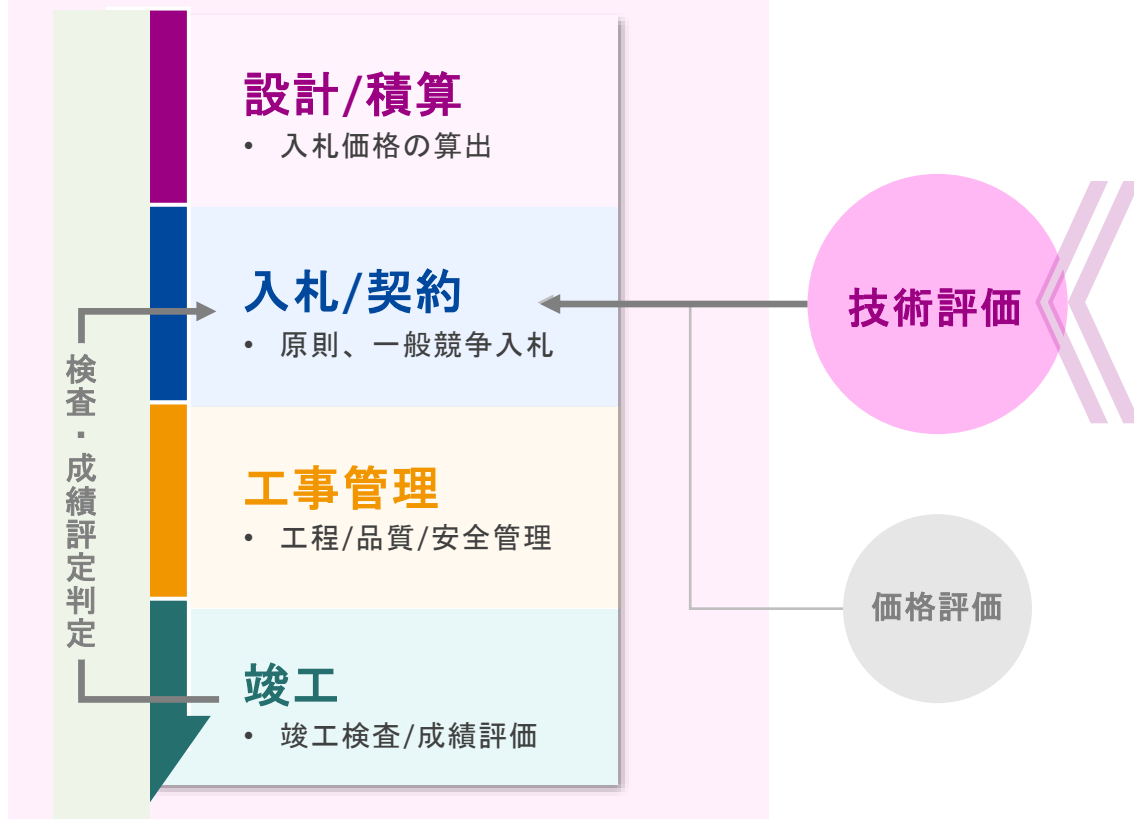 設計/積算
• 入札価格の算出
入札/契約
• 原則、一般競争入札
工事管理
• 工程/品質/安全管理
竣工
• 竣工検査/成績評価
検査・成績評定判定
技術評価
価格評価